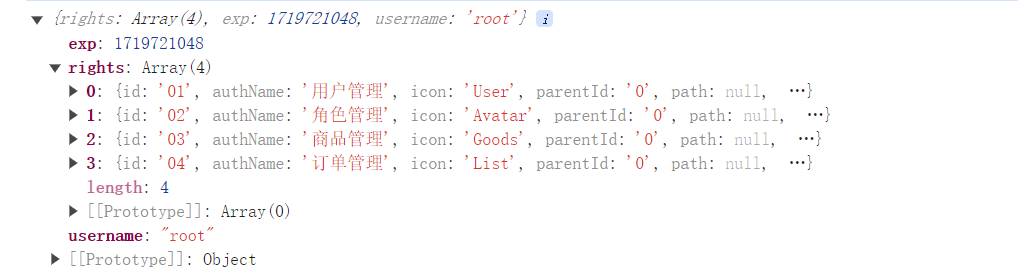 {rights: Array(4), exp: 1719721048, username: 'root'} i
exp: 1719721048
rights: Array(4)
0: {id: '01', authName: '用户管理', icon: 'User', parentId: '0', path: null, …}
1: {id: '02', authName: '角色管理', icon: 'Avatar', parentId: '0', path: null, …}
2: {id: '03', authName: '商品管理', icon: 'Goods', parentId: '0', path: null, …}
3: {id: '04', authName: '订单管理', icon: 'List', parentId: '0', path: null, …}
length: 4
[[Prototype]]: Array(0)
username: "root"
[[Prototype]]: Object